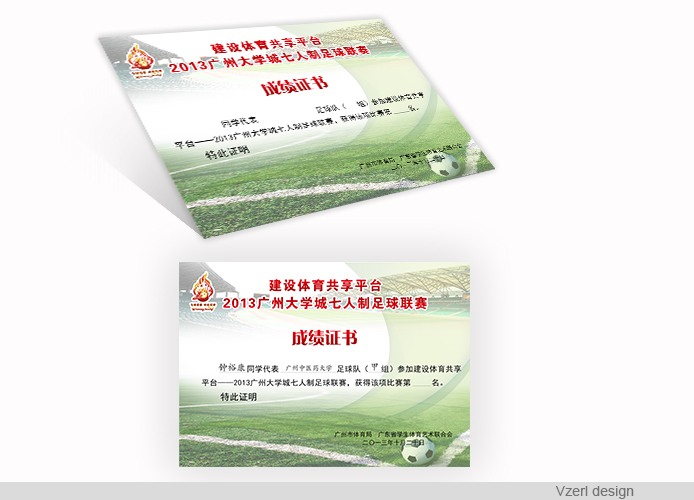 建设体育共享平台
2013广州大学城七人制足球联赛
成绩证书
同学代表 足球队（ 组）参加建设体育共享
平台——2013广州大学城七人制足球联赛、获得该项比赛第 名。
特此证明
建设体育共享平台
2013广州大学城七人制足球联赛
成绩证书
钟裕康同学代表 广州中医药大学 足球队（甲组）参加建设体育共享
平台——2013广州大学城七人制足球联赛、获得该项比赛第 名。
特此证明
广州市体育局 广东省学生体育艺术联合会
二〇一三年十月二十日
Vzerl design